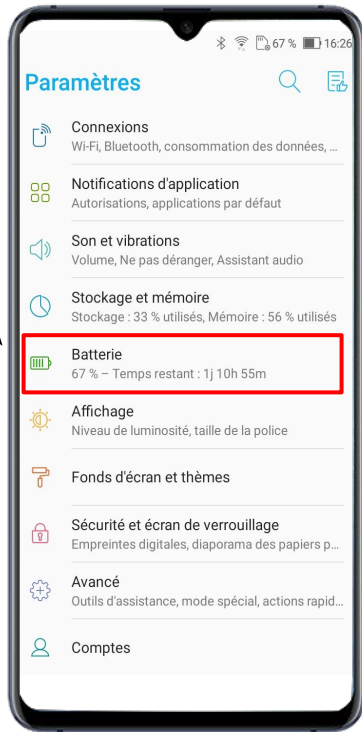 67 % 16:26
Paramètres
Connexions
Wi-Fi, Bluetooth, consommation des données, ...
Notifications d'application
Autorisations, applications par défaut
Son et vibrations
Volume, Ne pas déranger, Assistant audio
Stockage et mémoire
Stockage : 33 % utilisés, Mémoire : 56 % utilisés
Batterie
67 % – Temps restant : 1j 10h 55m
Affichage
Niveau de luminosité, taille de la police
Fonds d'écran et thèmes
Sécurité et écran de verrouillage
Empreintes digitales, diaporama des papiers p...
Avancé
Outils d'assistance, mode spécial, actions rapid...
Comptes